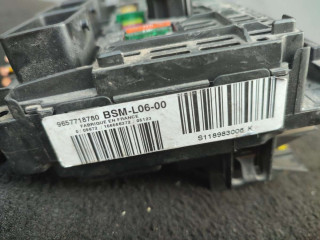 9657718780 BSM-L06-00
FABRIQUE EN FRANCE
S118983006 K